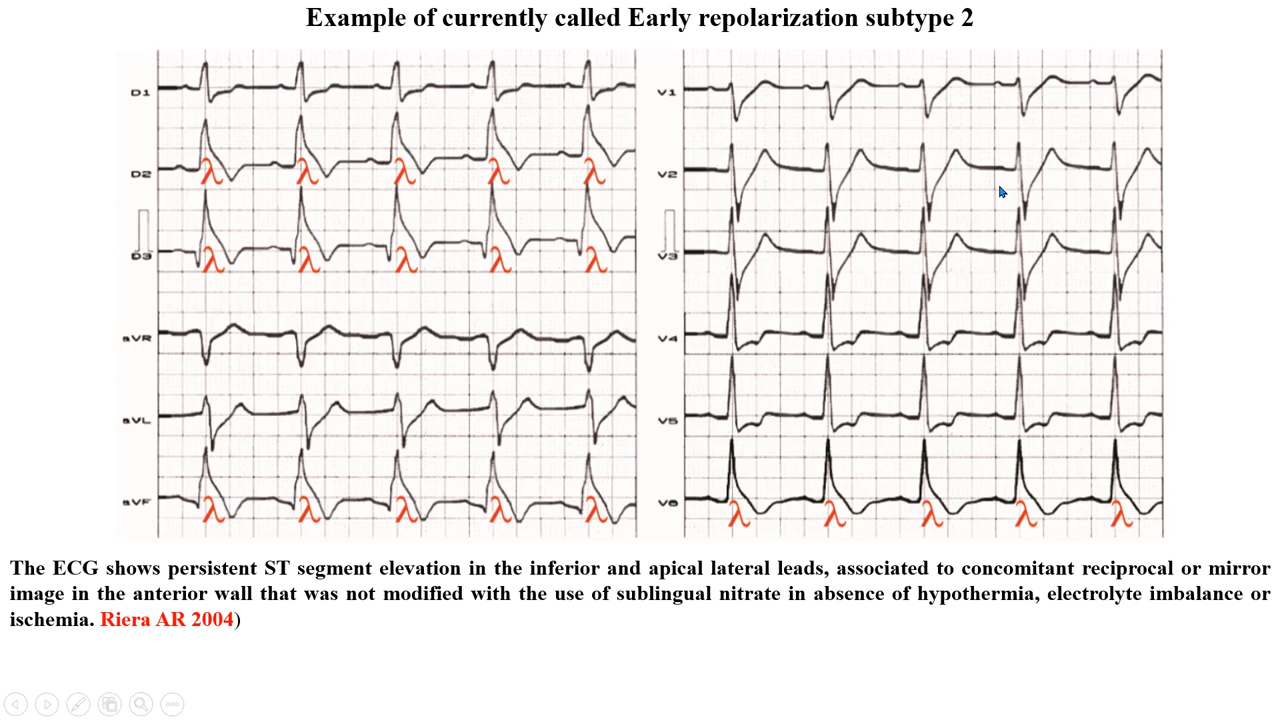 Example of currently called Early repolarization subtype 2
D1
V1
D2
λ λ λ λ λ
V2
D3
λ λ λ λ λ
V3
aVR
V4
aVL
V5
aVF
λ λ λ λ λ
V6
λ λ λ λ λ
The ECG shows persistent ST segment elevation in the inferior and apical lateral leads, associated to concomitant reciprocal or mirror
image in the anterior wall that was not modified with the use of sublingual nitrate in absence of hypothermia, electrolyte imbalance or
ischemia. Riera AR 2004)